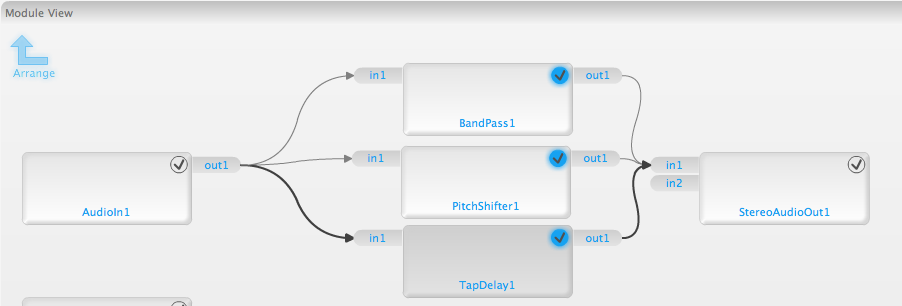 Module View
Arrange
in1
out1
BandPass1
out1
AudioIn1
in1
out1
PitchShifter1
in1
in2
StereoAudioOut1
in1
out1
TapDelay1